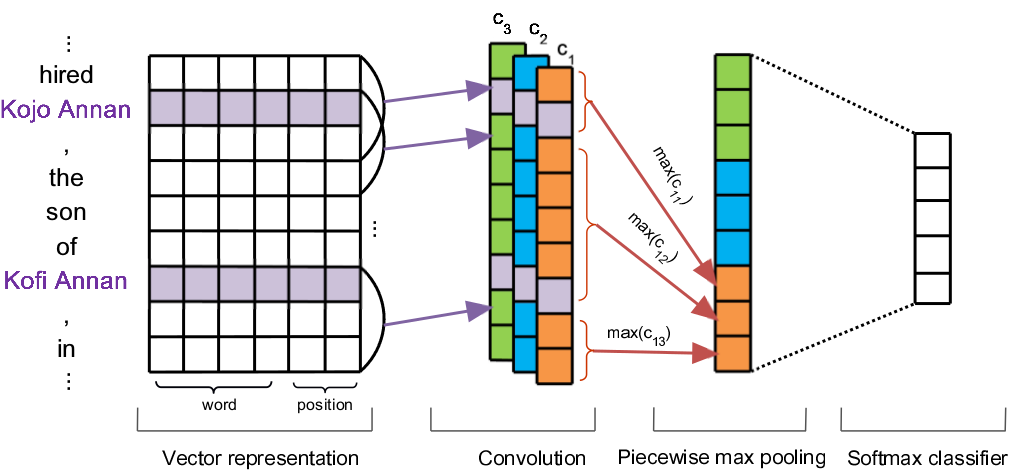 ⋮
hired
Kojo Annan
,
the
son
of
Kofi Annan
,
in
⋮
word
position
...
c3
c2
c1
max(c11)
max(c12)
max(c13)
Vector representation
Convolution
Piecewise max pooling
Softmax classifier